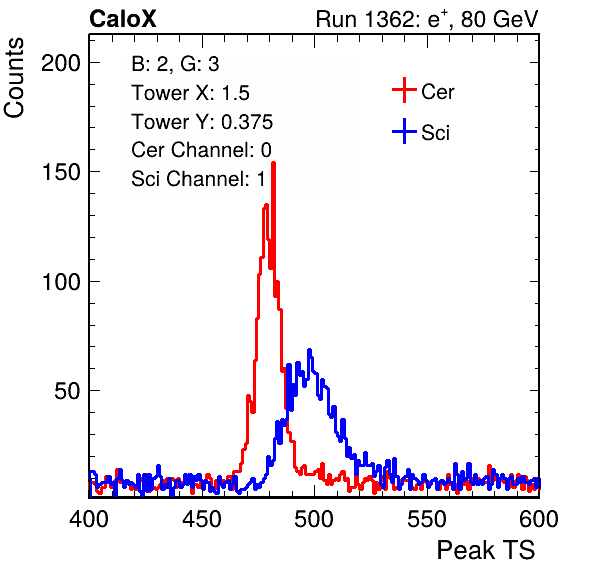 CaloX Run 1362: e⁺, 80 GeV
Counts
B: 2, G: 3
Tower X: 1.5
Tower Y: 0.375
Cer Channel: 0
Sci Channel: 1
Cer
Sci
200
150
100
50
400 450 500 550 600
Peak TS